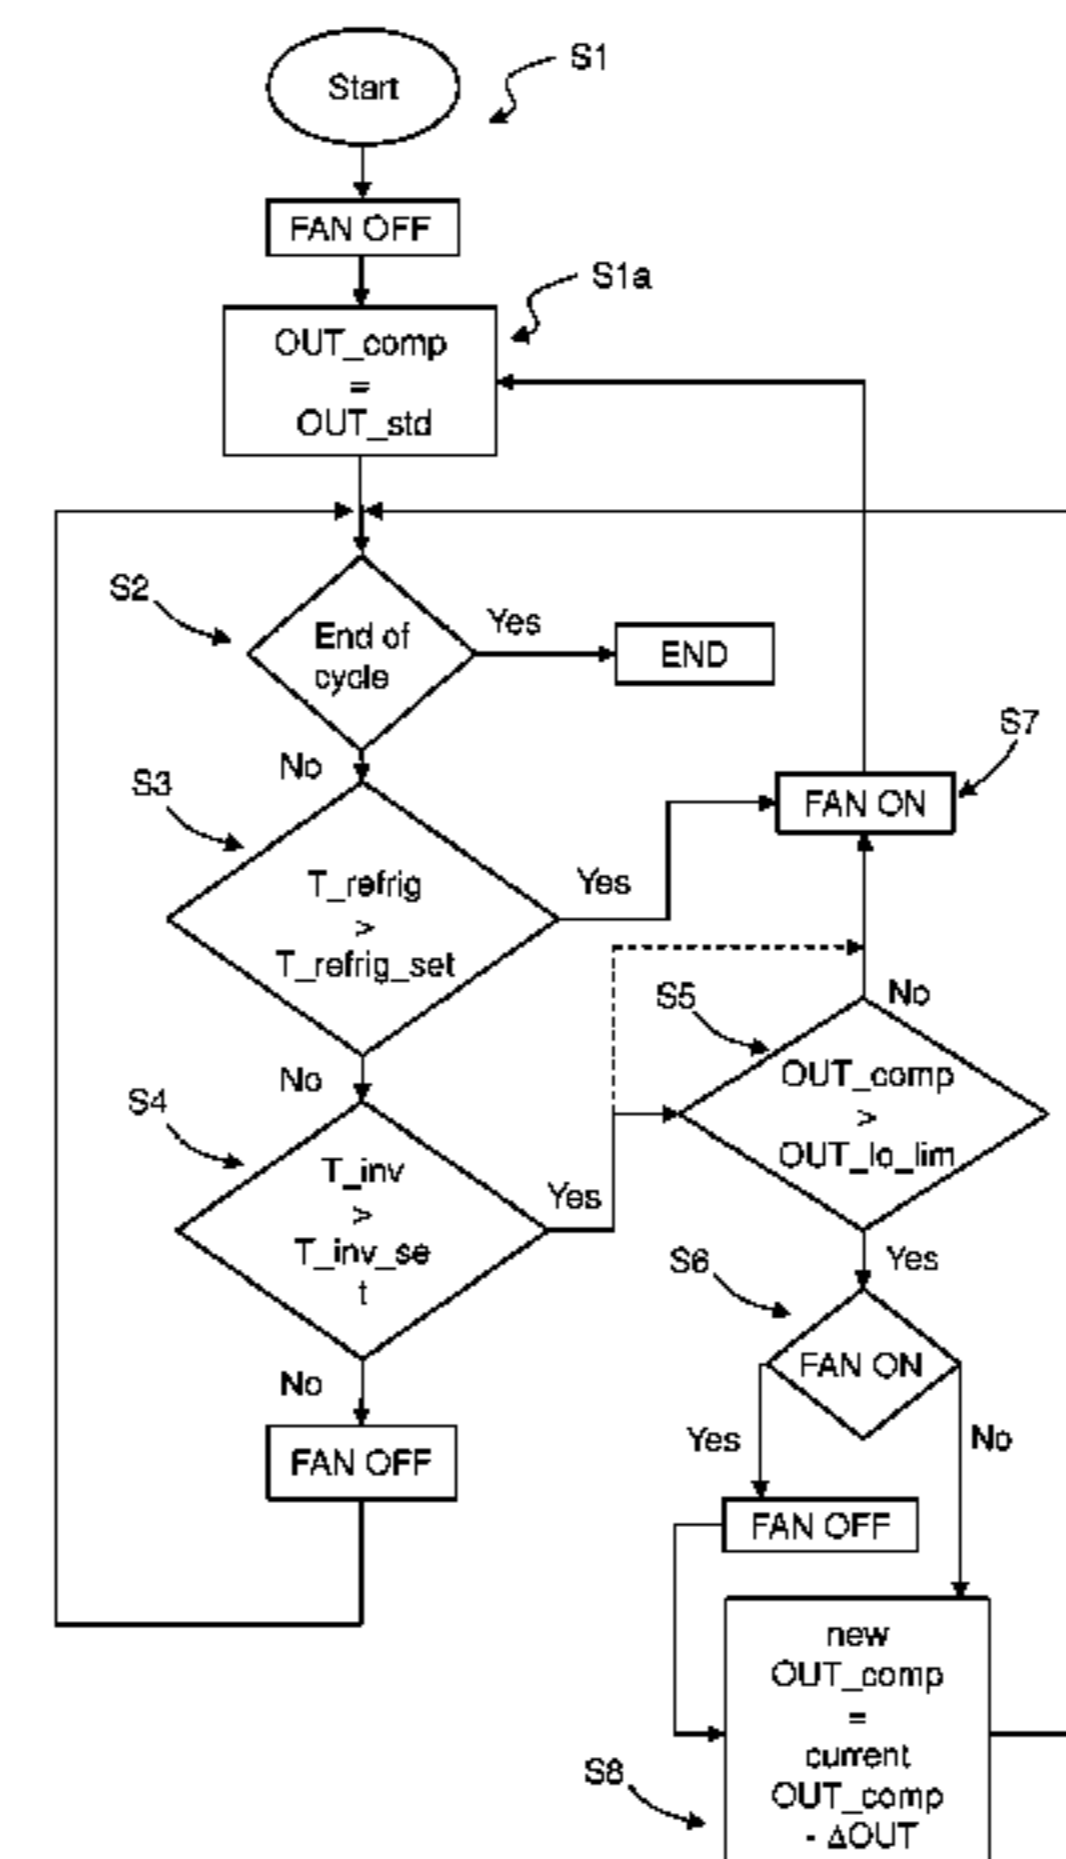 Start
S1
FAN OFF
S1a
OUT_comp
=
OUT_std
S2
End of
cycle
Yes
END
No
S7
FAN ON
S3
T_refrig
>
T_refrig_set
Yes
No
S5
No
OUT_comp
>
OUT_lo_lim
S4
T_inv
>
T_inv_se
t
Yes
Yes
S6
FAN ON
No
FAN OFF
Yes
No
FAN OFF
new
OUT_comp
=
current
OUT_comp
- ΔOUT
S8